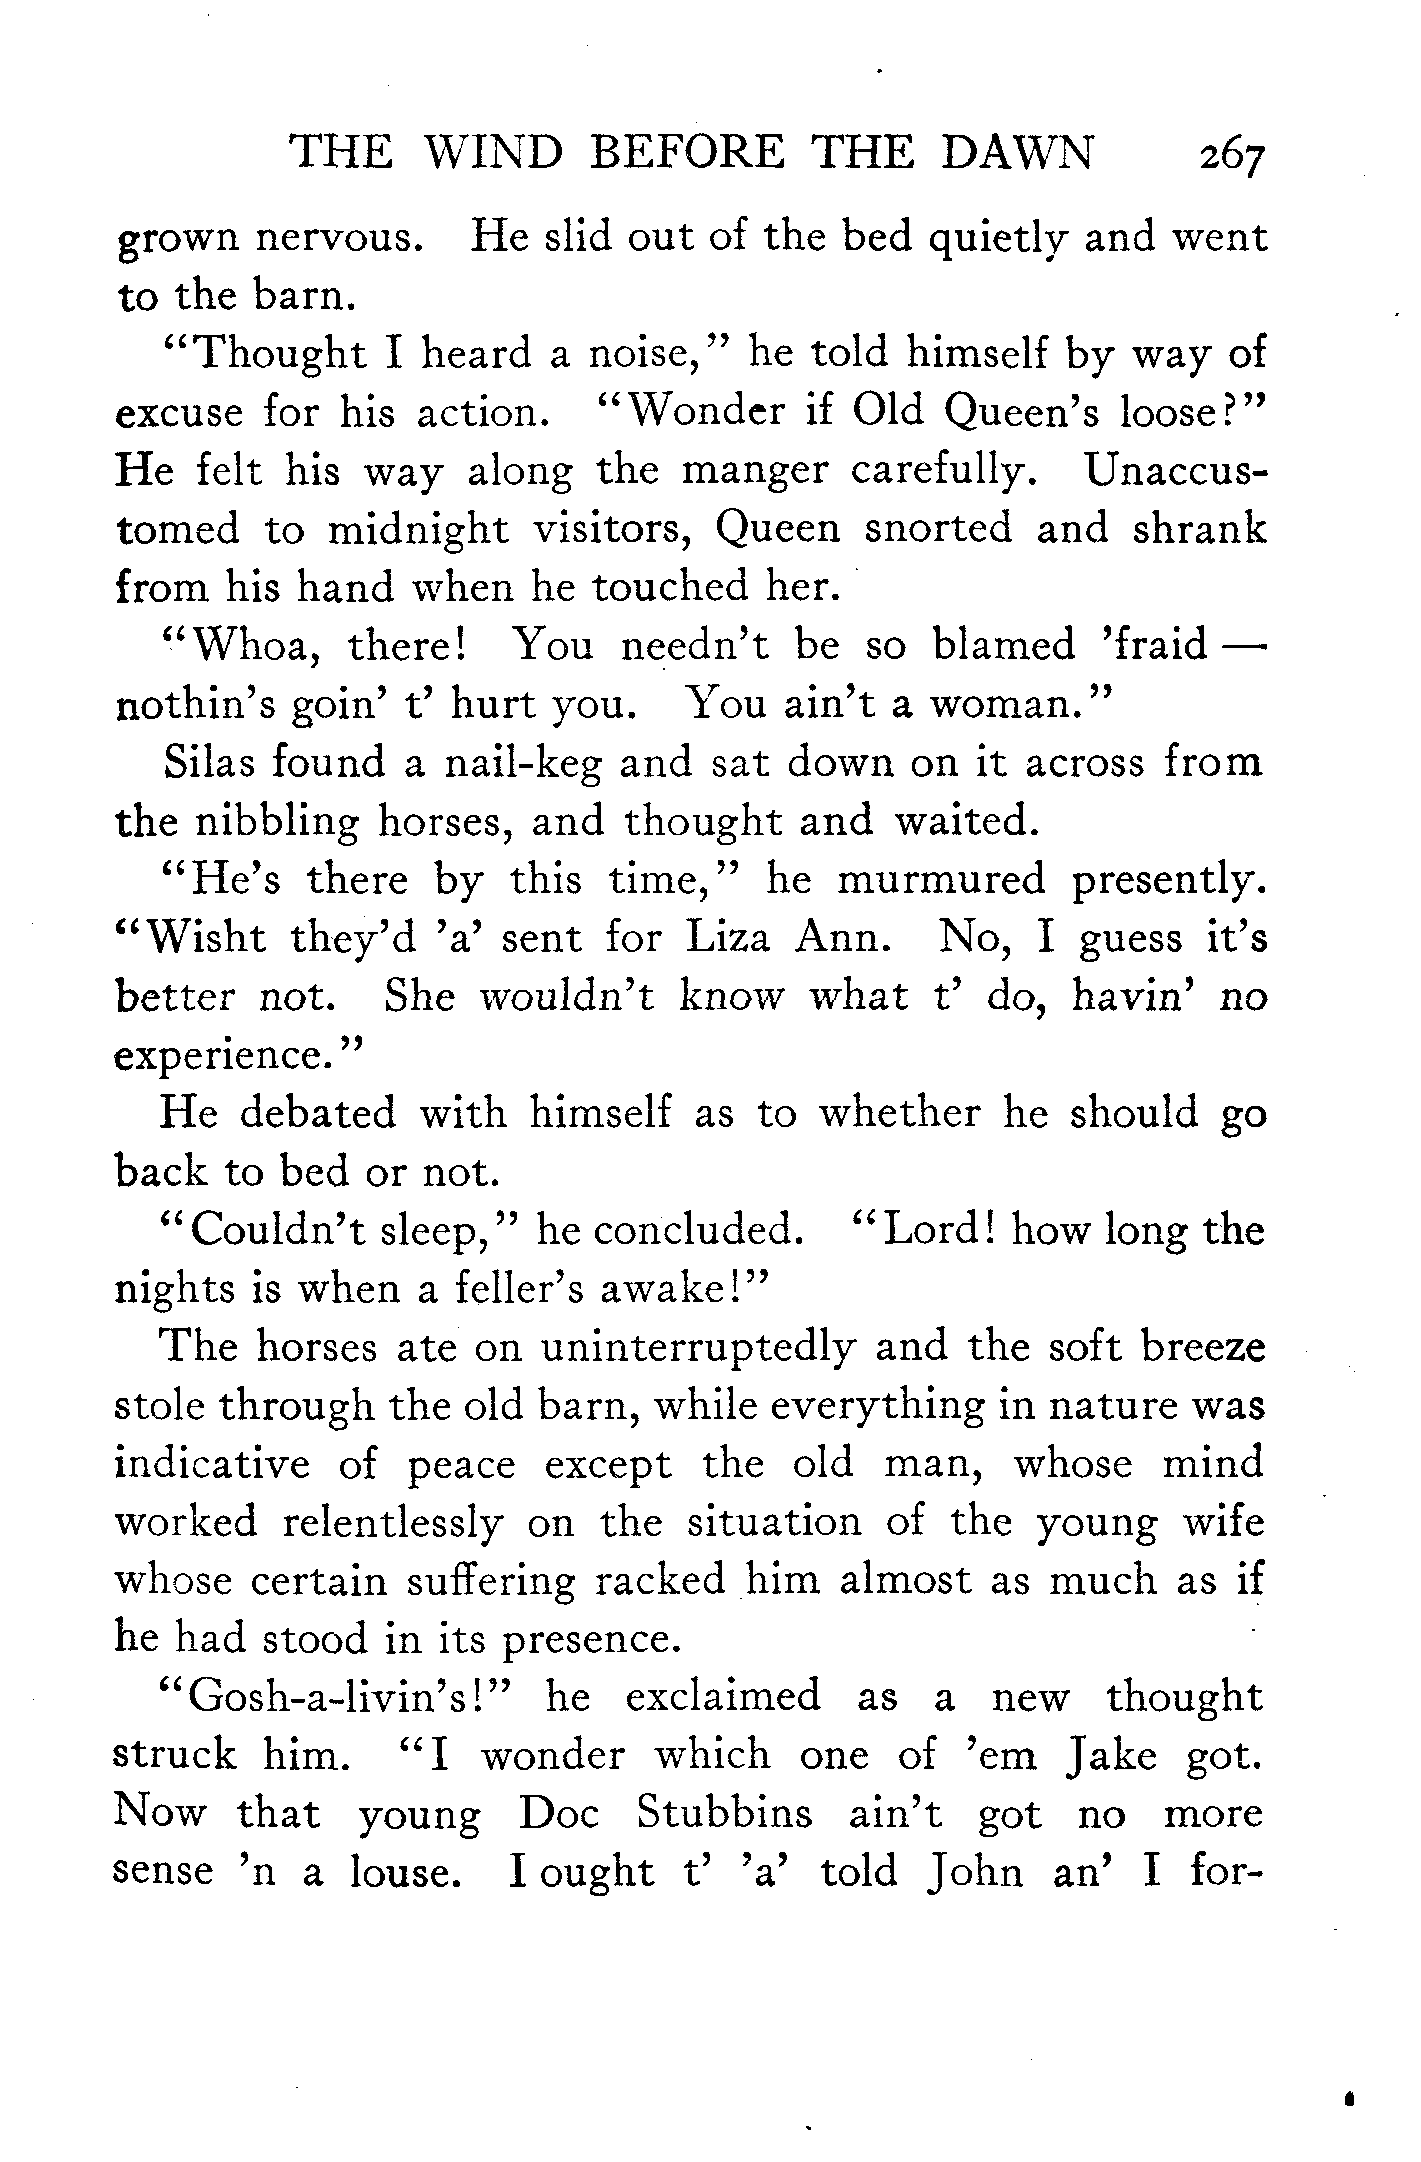 THE WIND BEFORE THE DAWN 267
grown nervous. He slid out of the bed quietly and went
to the barn.
"Thought I heard a noise," he told himself by way of
excuse for his action. "Wonder if Old Queen's loose?"
He felt his way along the manger carefully. Unaccus-
tomed to midnight visitors, Queen snorted and shrank
from his hand when he touched her.
"Whoa, there! You needn't be so blamed 'fraid —
nothin's goin' t' hurt you. You ain't a woman."
Silas found a nail-keg and sat down on it across from
the nibbling horses, and thought and waited.
"He's there by this time," he murmured presently.
"Wisht they'd 'a' sent for Liza Ann. No, I guess it's
better not. She wouldn't know what t' do, havin' no
experience."
He debated with himself as to whether he should go
back to bed or not.
"Couldn't sleep," he concluded. "Lord! how long the
nights is when a feller's awake!"
The horses ate on uninterruptedly and the soft breeze
stole through the old barn, while everything in nature was
indicative of peace except the old man, whose mind
worked relentlessly on the situation of the young wife
whose certain suffering racked him almost as much as if
he had stood in its presence.
"Gosh-a-livin's!" he exclaimed as a new thought
struck him. "I wonder which one of 'em Jake got.
Now that young Doc Stubbins ain't got no more
sense 'n a louse. I ought t' 'a' told John an' I for-